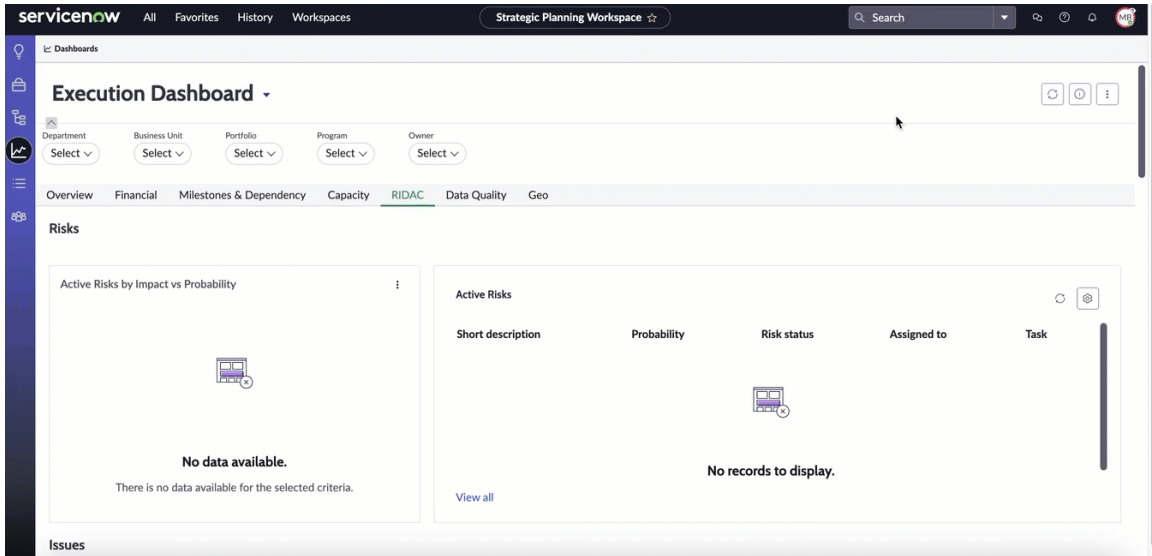 servicenow All Favorites History Workspaces Strategic Planning Workspace Search MB
Dashboards
Execution Dashboard
Department Business Unit Portfolio Program Owner
Select Select Select Select Select
Overview Financial Milestones & Dependency Capacity RIDAC Data Quality Geo
Risks
Active Risks by Impact vs Probability
No data available.
There is no data available for the selected criteria.
Active Risks
Short description Probability Risk status Assigned to Task
No records to display.
View all
Issues